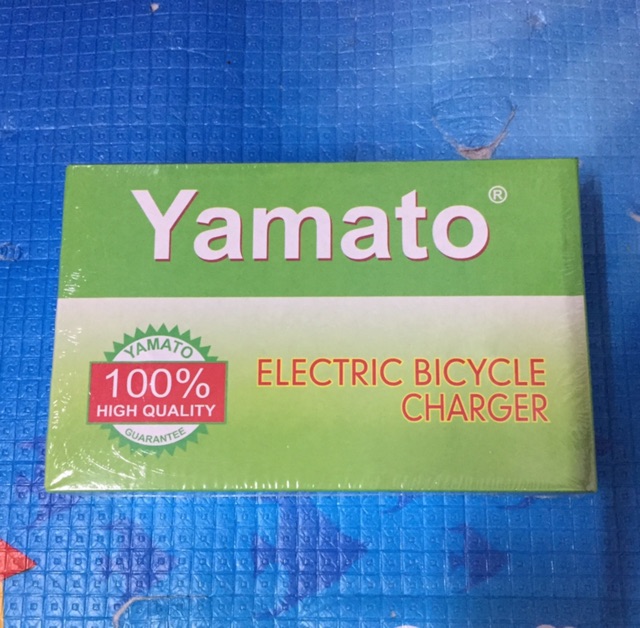 Yamato®
YAMATO
100%
HIGH QUALITY
GUARANTEE
ELECTRIC BICYCLE
CHARGER